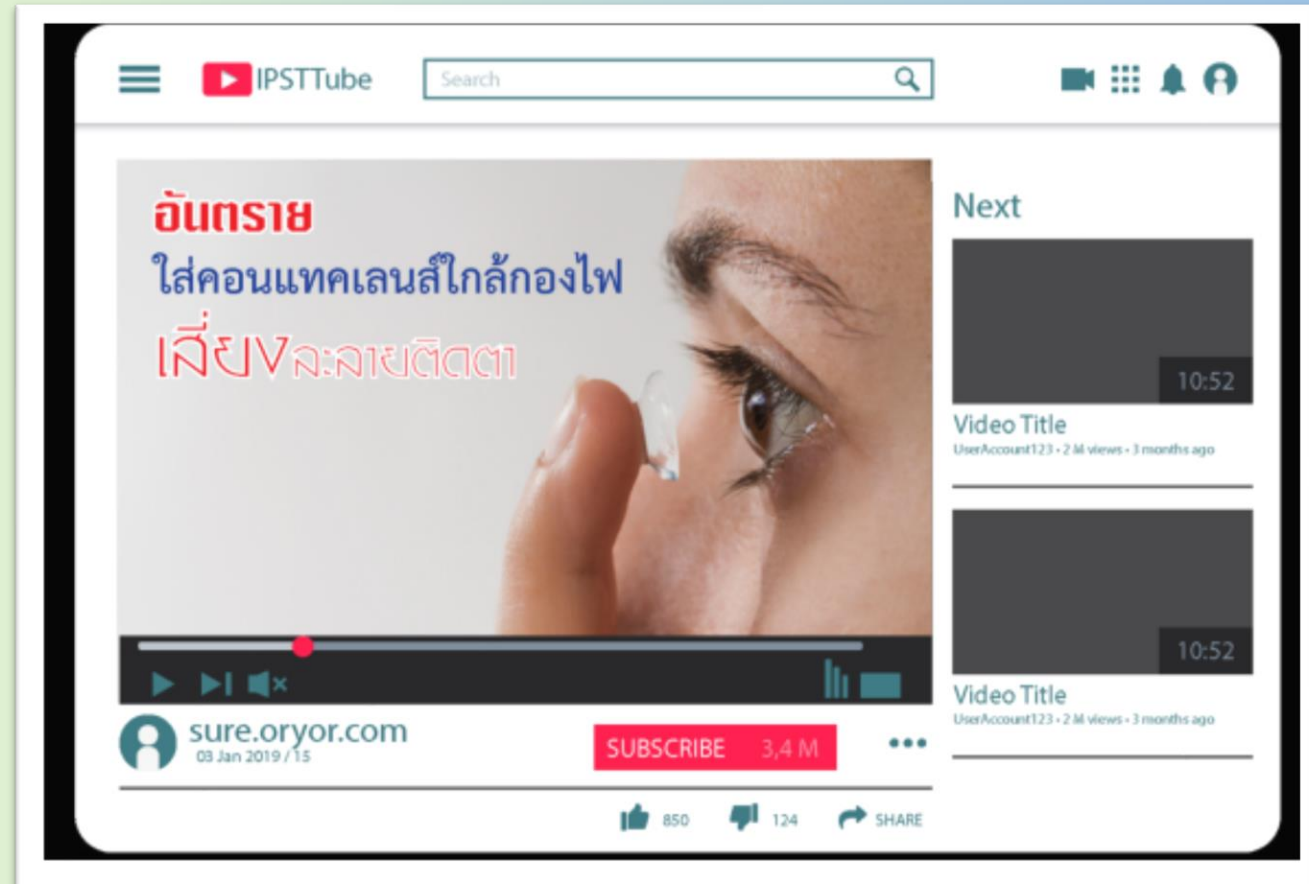 IPSTTube
Search
อันตราย
ใส่คอนแทคเลนส์ใกล้กองไฟ
เสี่ยงละลายติดตา
Next
10:52
Video Title
UserAccount123 • 2 M views • 3 months ago
10:52
Video Title
UserAccount123 • 2 M views • 3 months ago
sure.oryor.com
03 Jan 2019 / 15
SUBSCRIBE 3,4 M
850 124 SHARE